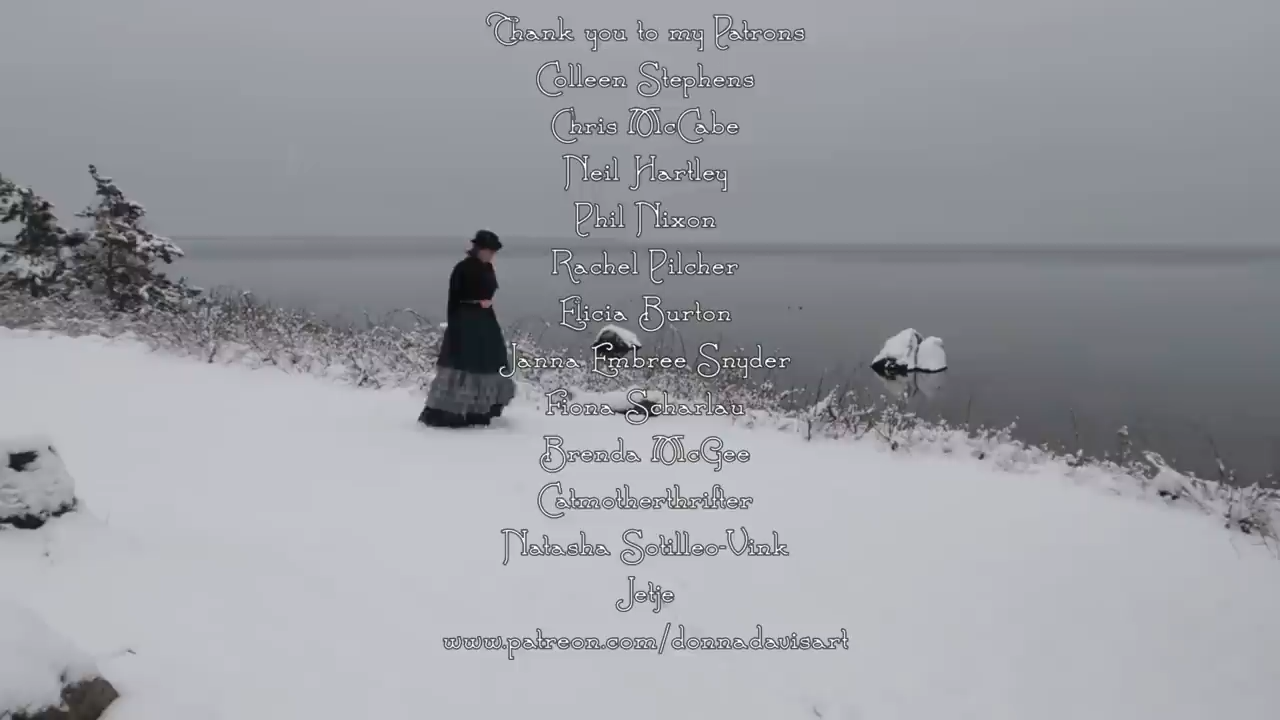 Thank you to my Patrons
Colleen Stephens
Chris McCabe
Neil Hartley
Phil Nixon
Rachel Pilcher
Elicia Burton
Janna Embree Snyder
Fiona Scharlau
Brenda McGee
Catmotherthrifter
Natasha Sotilleo-Vink
Jetje
www.patreon.com/donnadavisart